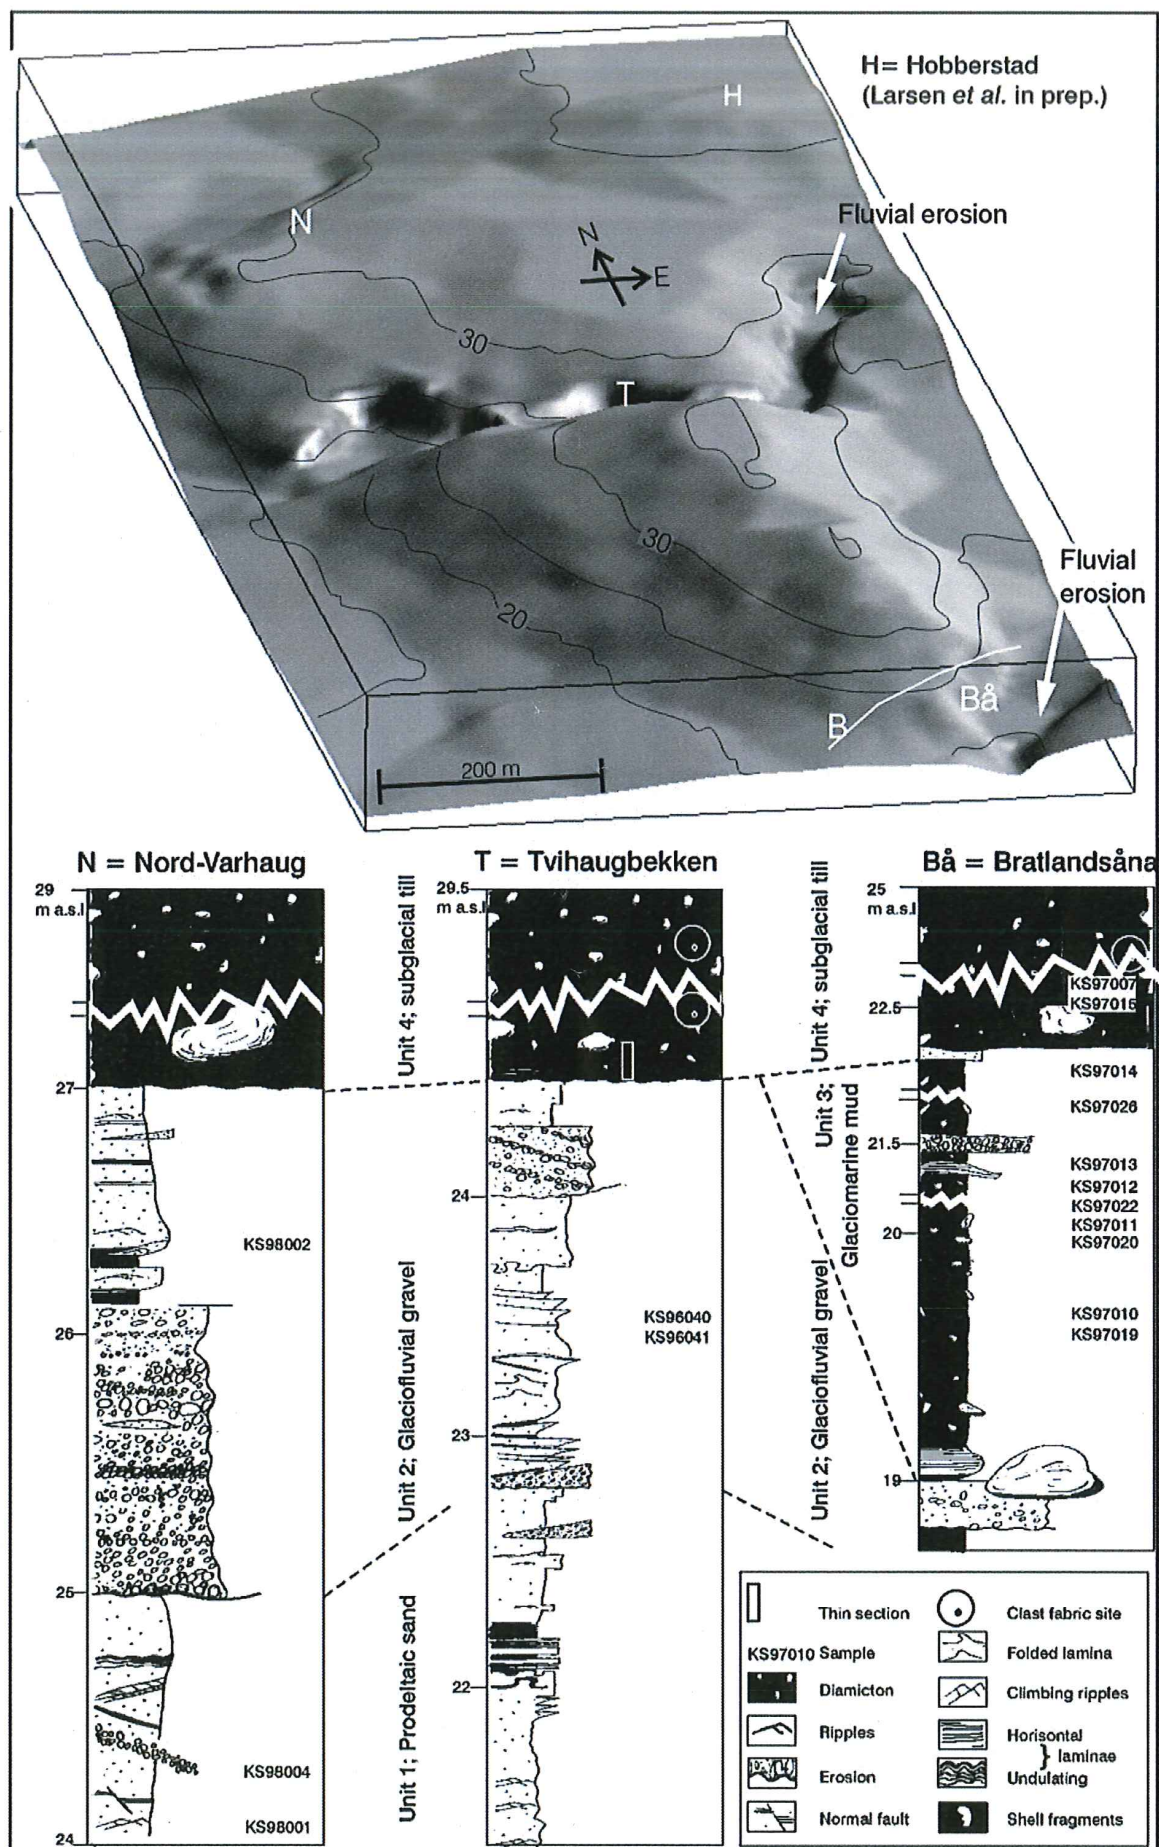 H= Hobberstad
(Larsen et al. in prep.)
H
N
Fluvial erosion
N
E
30
T
30
Fluvial
erosion
20
Bå
B
200 m
N = Nord-Varhaug
T = Tvihaugbekken
Bå = Bratlandsåna
29
m a.s.l
27
26
25
24
KS98002
KS98004
KS98001
Unit 4; subglacial till
Unit 2; Glaciofluvial gravel
Unit 1; Prodeltaic sand
29.5
m a.s.l
24
23
22
KS96040
KS96041
Unit 4; subglacial till
Unit 3;
Glaciomarine mud
Unit 2; Glaciofluvial gravel
25
m a.s.l
22.5
21.5
20
19
KS97007
KS97015
KS97014
KS97026
KS97013
KS97012
KS97022
KS97011
KS97020
KS97010
KS97019
Thin section
Clast fabric site
KS97010 Sample
Folded lamina
Diamicton
Climbing ripples
Ripples
Horisontal
} laminae
Erosion
Undulating
Normal fault
Shell fragments